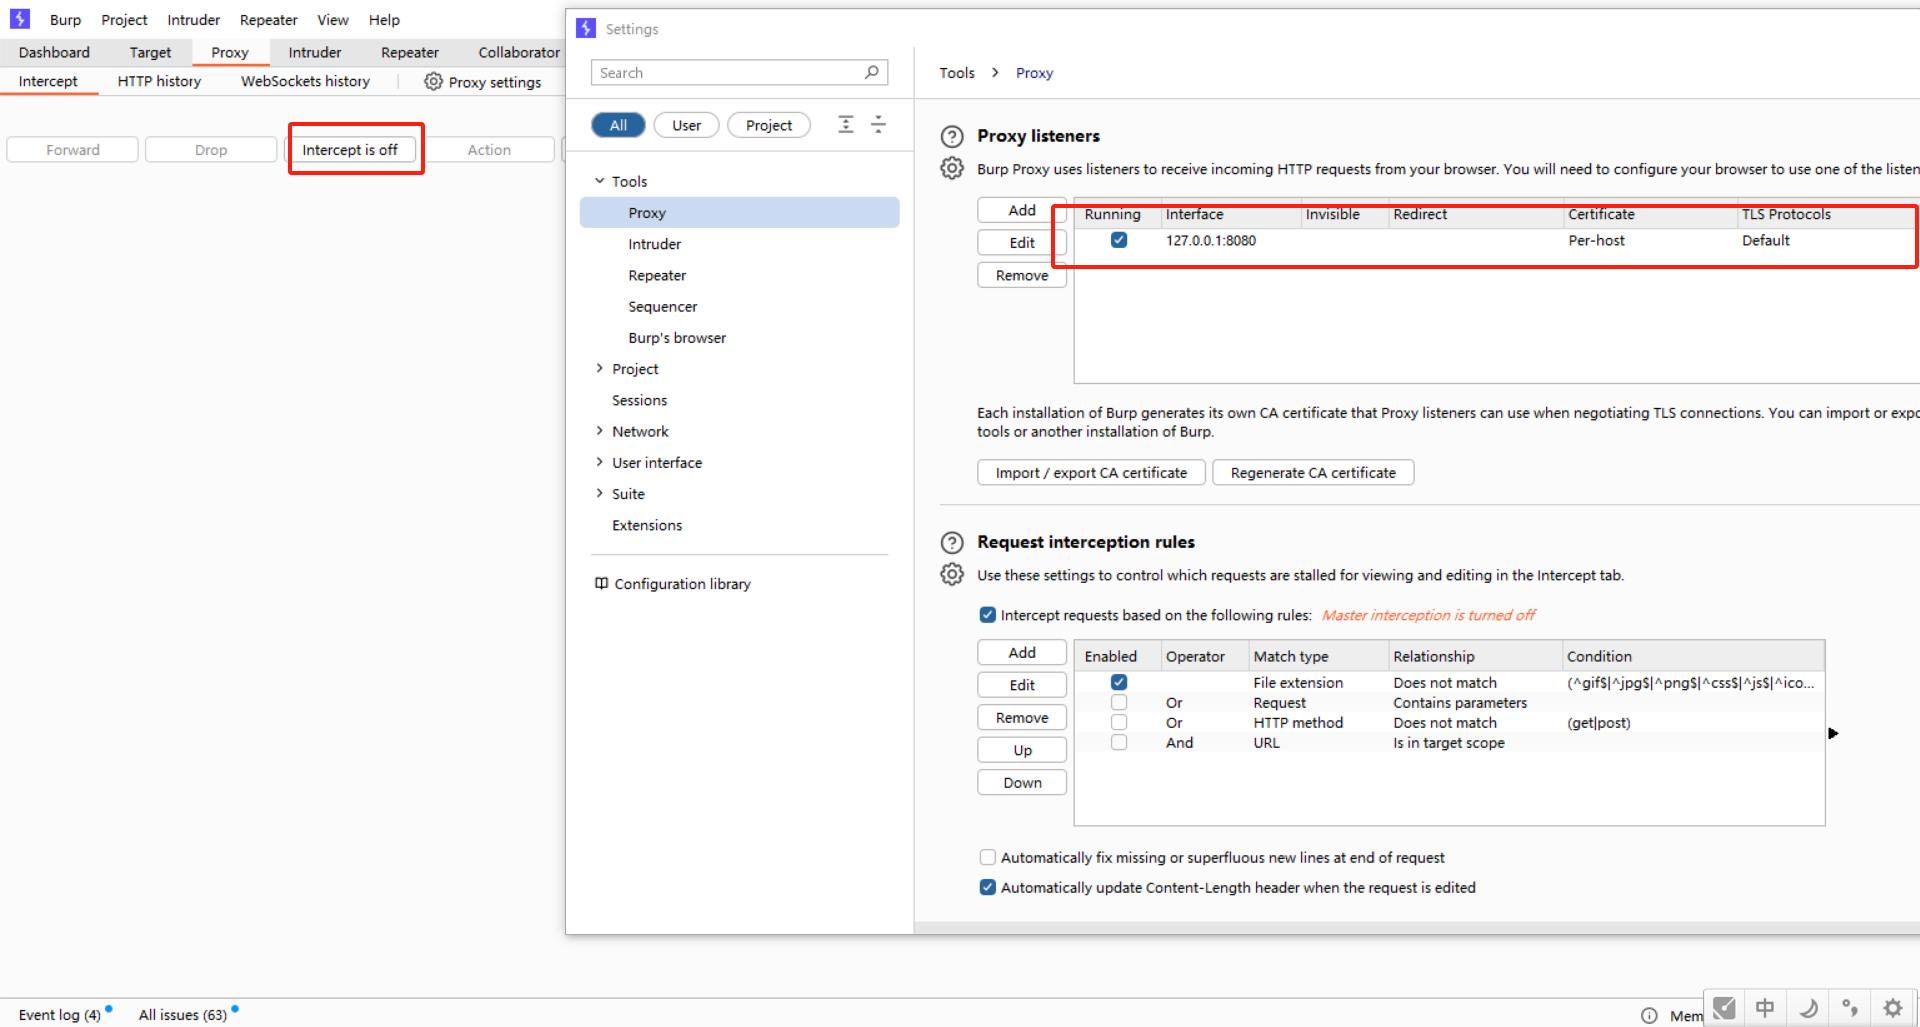 Burp Project Intruder Repeater View Help
Dashboard Target Proxy Intruder Repeater Collaborator
Intercept HTTP history WebSockets history Proxy settings
Forward Drop Intercept is off Action
Settings
Search
All User Project
Tools
Proxy
Intruder
Repeater
Sequencer
Burp's browser
Project
Sessions
Network
User interface
Suite
Extensions
Configuration library
Tools > Proxy
Proxy listeners
Burp Proxy uses listeners to receive incoming HTTP requests from your browser. You will need to configure your browser to use one of the listen
Add
Edit
Remove
Running Interface Invisible Redirect Certificate TLS Protocols
127.0.0.1:8080 Per-host Default
Each installation of Burp generates its own CA certificate that Proxy listeners can use when negotiating TLS connections. You can import or expo
tools or another installation of Burp.
Import / export CA certificate Regenerate CA certificate
Request interception rules
Use these settings to control which requests are stalled for viewing and editing in the Intercept tab.
Intercept requests based on the following rules: Master interception is turned off
Add
Edit
Remove
Up
Down
Enabled Operator Match type Relationship Condition
File extension Does not match (^gif$|^jpg$|^png$|^css$|^js$|^ico...
Or Request Contains parameters
Or HTTP method Does not match (get|post)
And URL Is in target scope
Automatically fix missing or superfluous new lines at end of request
Automatically update Content-Length header when the request is edited
Event log (4) All issues (63)
Mem
中